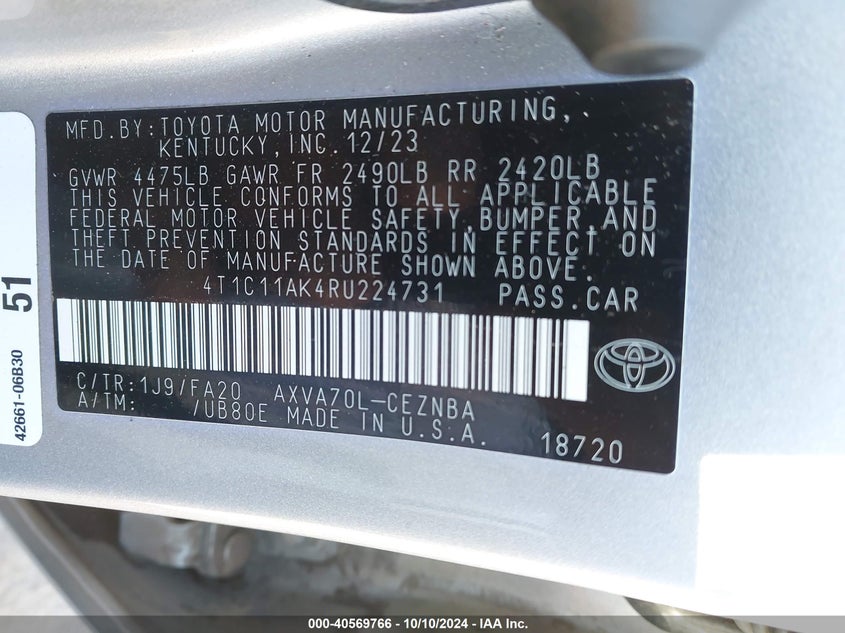 MFD.BY:TOYOTA MOTOR MANUFACTURING,
KENTUCKY,INC.12/23
GVWR 4475LB GAWR FR 2490LB RR 2420LB
THIS VEHICLE CONFORMS TO ALL APPLICABLE
FEDERAL MOTOR VEHICLE SAFETY,BUMPER,AND
THEFT PREVENTION STANDARDS IN EFFECT ON
THE DATE OF MANUFACTURE SHOWN ABOVE.
4T1C11AK4RU224731 PASS.CAR
C/TR:1J9/FA20 AXVA70L-CEZNBA
A/TM: /UB80E MADE IN U.S.A.
18720
42661-06B30 51
000-40569766 - 10/10/2024 - IAA Inc.